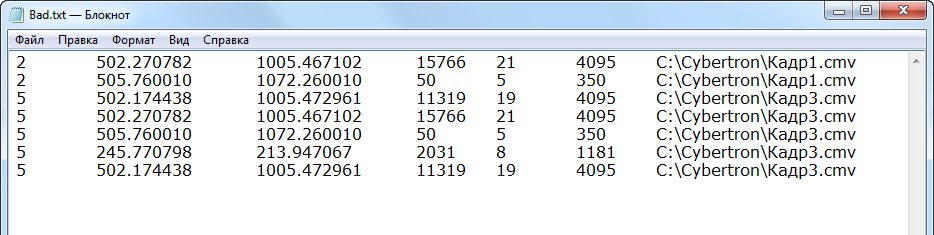 Bad.txt — Блокнот
Файл Правка Формат Вид Справка
2 502.270782 1005.467102 15766 21 4095 C:\Cybertron\Кадр1.cmv
2 505.760010 1072.260010 50 5 350 C:\Cybertron\Кадр1.cmv
5 502.174438 1005.472961 11319 19 4095 C:\Cybertron\Кадр3.cmv
5 502.270782 1005.467102 15766 21 4095 C:\Cybertron\Кадр3.cmv
5 505.760010 1072.260010 50 5 350 C:\Cybertron\Кадр3.cmv
5 245.770798 213.947067 2031 8 1181 C:\Cybertron\Кадр3.cmv
5 502.174438 1005.472961 11319 19 4095 C:\Cybertron\Кадр3.cmv